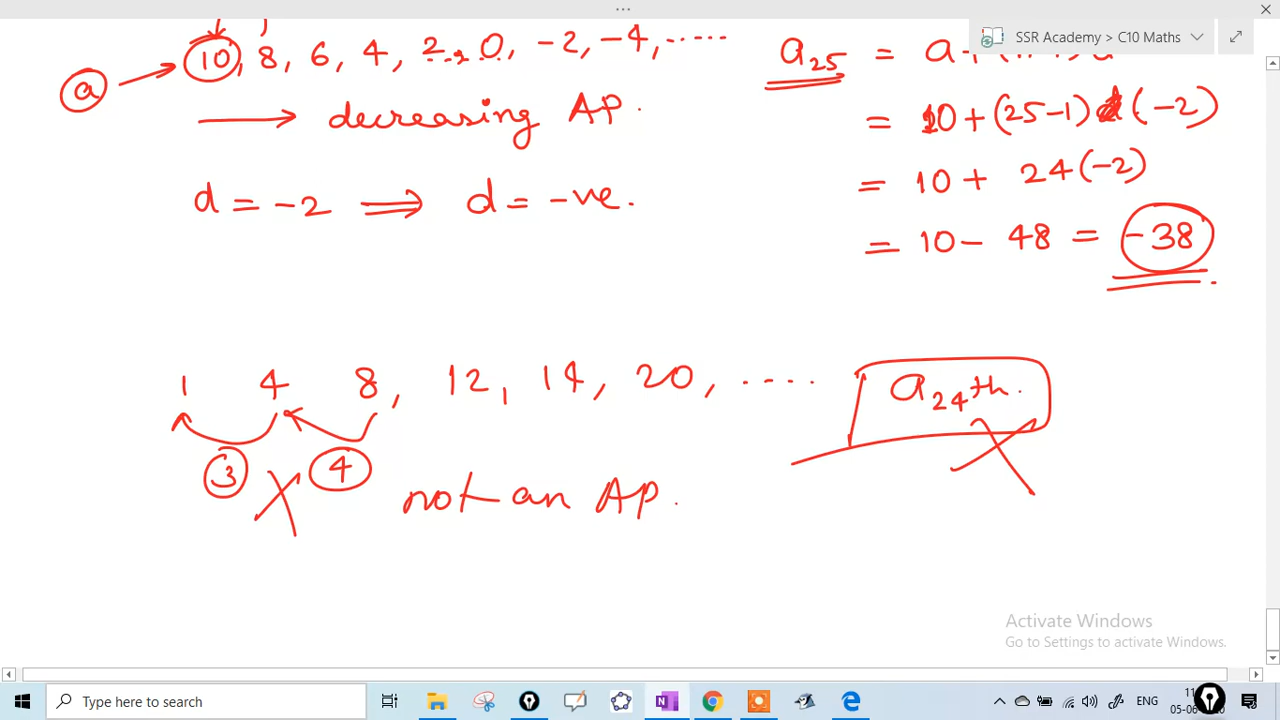 ...
SSR Academy > C10 Maths
10, 8, 6, 4, 2, 0, -2, -4, ......
a
→ decreasing AP.
d = -2 ⟹ d = -ve.
a25 = a
= 10 + (25-1) d (-2)
= 10 + 24(-2)
= 10 - 48 = -38
1 4 8, 12, 14, 20, ....
a24th.
3 4
not an AP.
Activate Windows
Go to Settings to activate Windows.
Type here to search
ENG